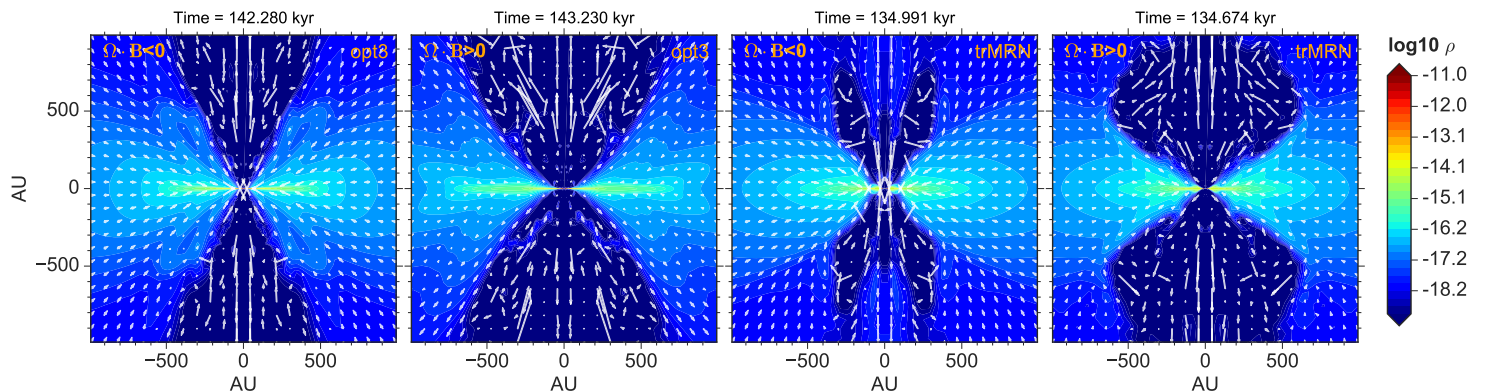 Time = 142.280 kyr
Time = 143.230 kyr
Time = 134.991 kyr
Time = 134.674 kyr
Ω · B<0 opt3
Ω · B>0 opt3
Ω · B<0 trMRN
Ω · B>0 trMRN
log10 ρ
-11.0
-12.0
-13.1
-14.1
-15.1
-16.2
-17.2
-18.2
AU
500
0
−500
−500 0 500
−500 0 500
−500 0 500
−500 0 500
AU
AU
AU
AU